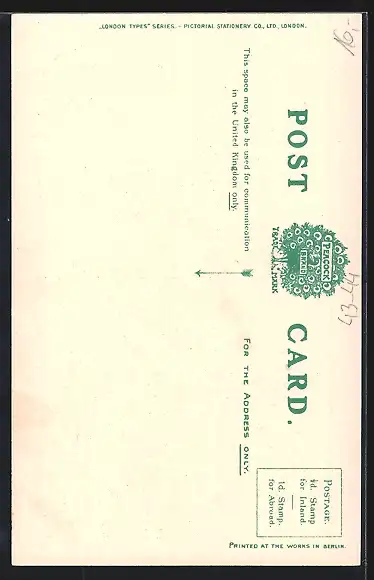 „LONDON TYPES" SERIES. - PICTORIAL STATIONERY CO., LTD., LONDON.
16,-
POST CARD.
PEACOCK
BRAND
TRADE MARK
43-44
This space may also be used for communication
in the United Kingdom only.
FOR THE ADDRESS ONLY.
POSTAGE.
½d. Stamp
for Inland.
1d. Stamp.
for Abroad.
PRINTED AT THE WORKS IN BERLIN.